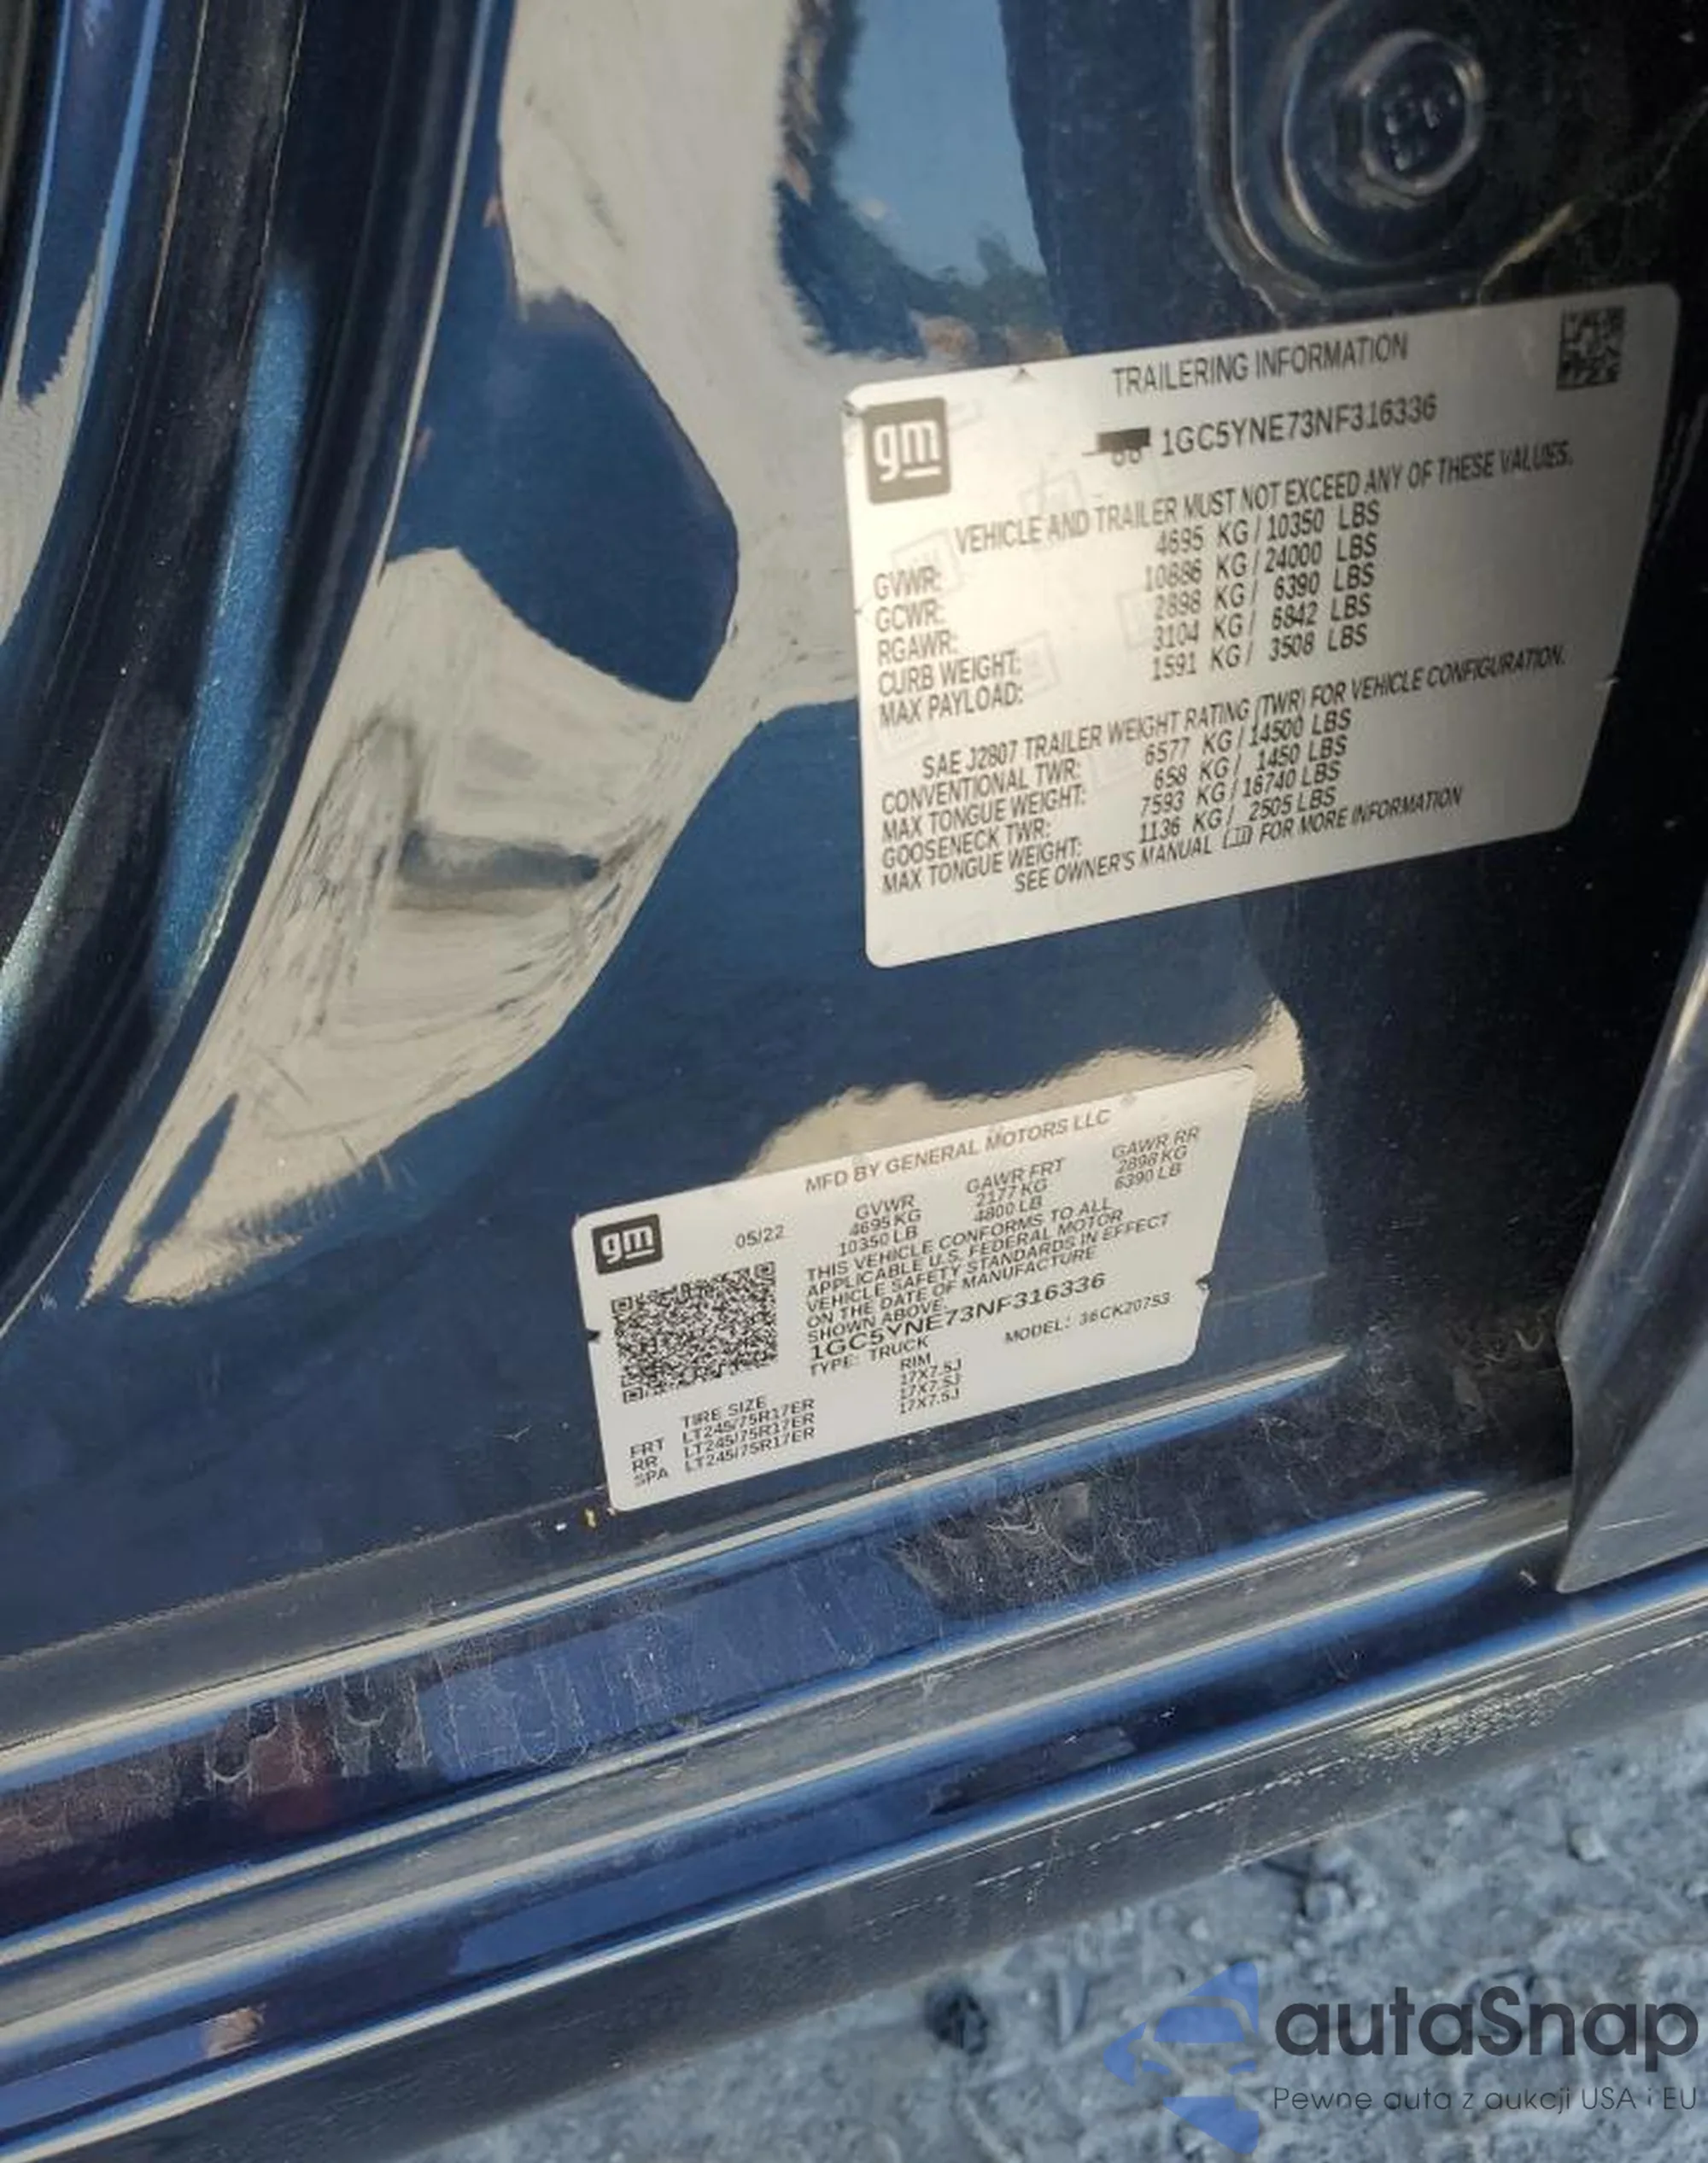 gm
TRAILERING INFORMATION
1GC5YNE73NF316336
VEHICLE AND TRAILER MUST NOT EXCEED ANY OF THESE VALUES.
GVWR: 4695 KG / 10350 LBS
GCWR: 10886 KG / 24000 LBS
RGAWR: 2898 KG / 6390 LBS
CURB WEIGHT: 3104 KG / 6842 LBS
MAX PAYLOAD: 1591 KG / 3508 LBS
SAE J2807 TRAILER WEIGHT RATING (TWR) FOR VEHICLE CONFIGURATION.
CONVENTIONAL TWR: 6577 KG / 14500 LBS
MAX TONGUE WEIGHT: 658 KG / 1450 LBS
GOOSENECK TWR: 7593 KG / 16740 LBS
MAX TONGUE WEIGHT: 1136 KG / 2505 LBS
SEE OWNER'S MANUAL FOR MORE INFORMATION
gm
MFD BY GENERAL MOTORS LLC
05/22 GVWR GAWR FRT GAWR RR
4695 KG 2177 KG 2898 KG
10350 LB 4800 LB 6390 LB
THIS VEHICLE CONFORMS TO ALL
APPLICABLE U.S. FEDERAL MOTOR
VEHICLE SAFETY STANDARDS IN EFFECT
ON THE DATE OF MANUFACTURE
SHOWN ABOVE.
1GC5YNE73NF316336
TYPE: TRUCK MODEL: 36CK20753
TIRE SIZE RIM
FRT LT245/75R17ER 17X7.5J
RR LT245/75R17ER 17X7.5J
SPA LT245/75R17ER 17X7.5J
autaSnap
Pewne auta z aukcji USA i EU